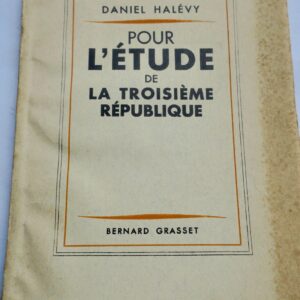 DANIEL HALÉVY
POUR
L'ÉTUDE
DE
LA TROISIÈME
RÉPUBLIQUE
BERNARD GRASSET